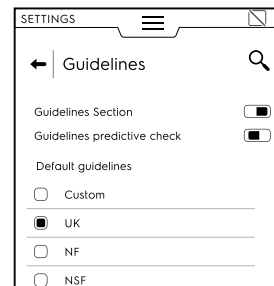 SETTINGS
Guidelines
Guidelines Section
Guidelines predictive check
Default guidelines
Custom
UK
NF
NSF